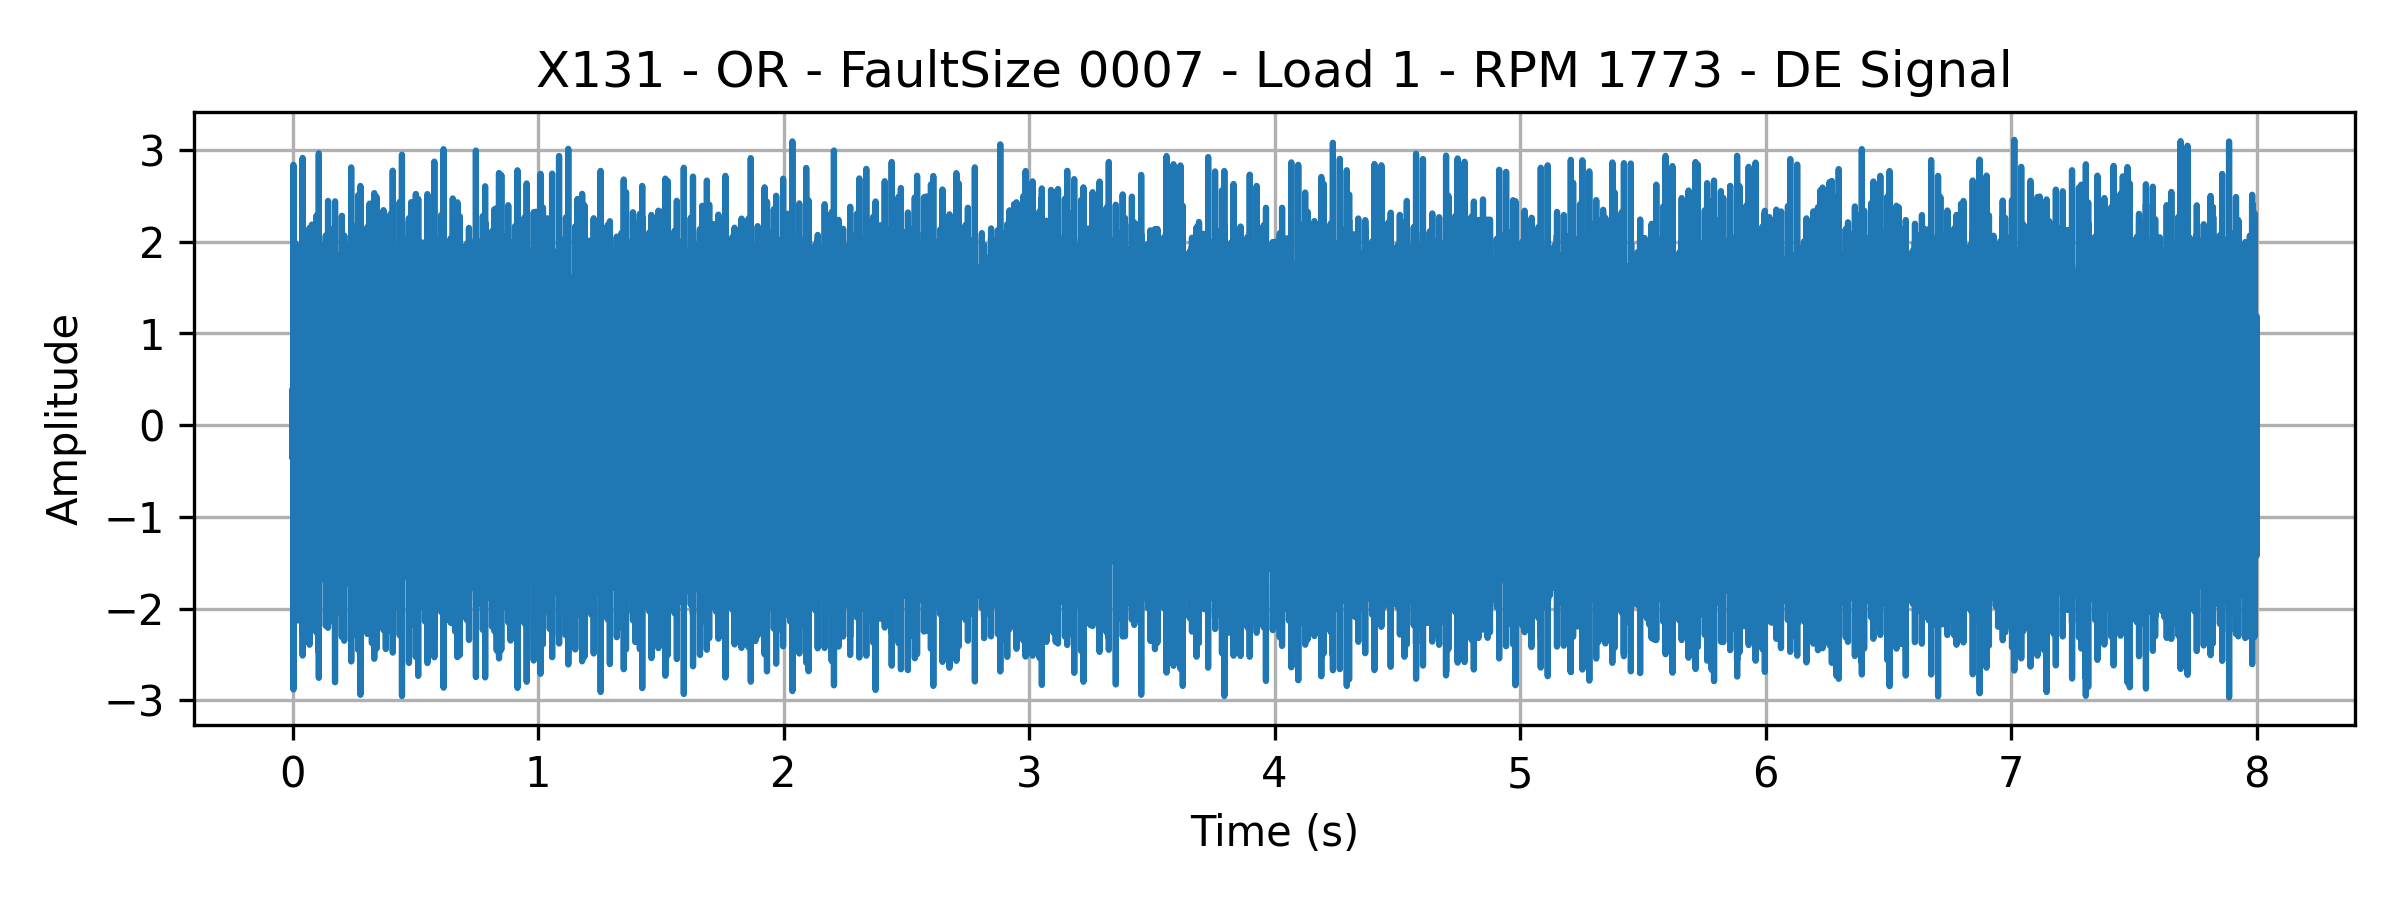 X131 - OR - FaultSize 0007 - Load 1 - RPM 1773 - DE Signal
Amplitude
3
2
1
0
−1
−2
−3
0 1 2 3 4 5 6 7 8
Time (s)